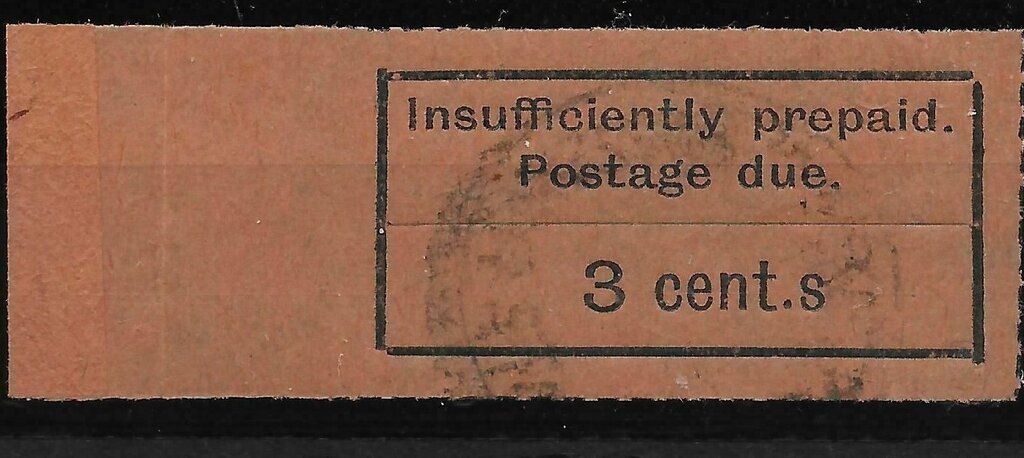 Insufficiently prepaid.
Postage due.
3 cent.s